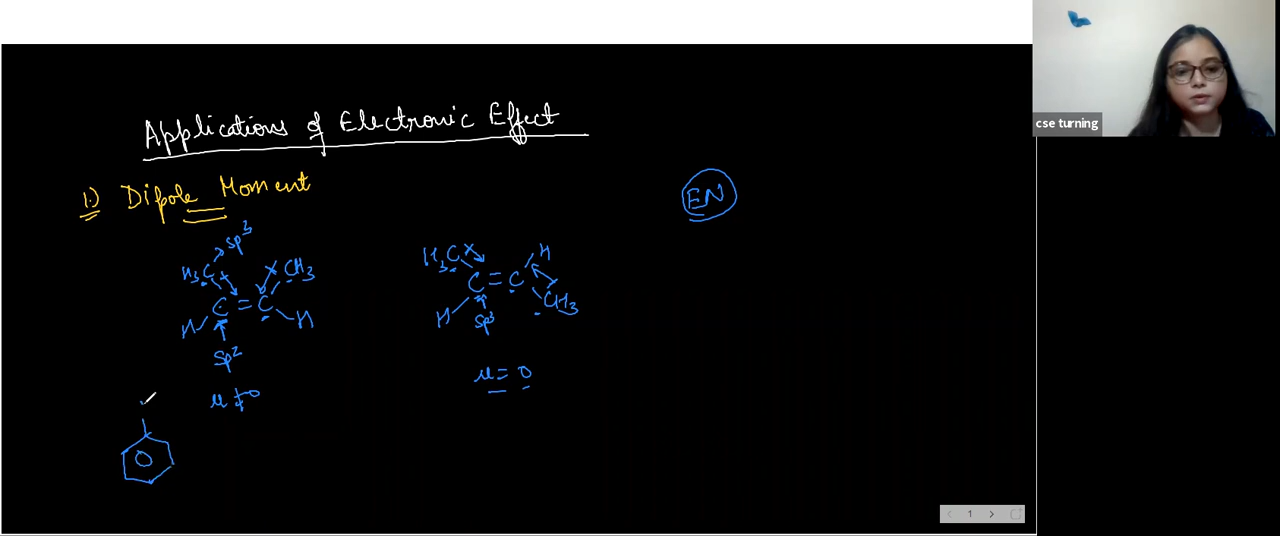 Applications of Electronic Effect
cse turning
1.) Dipole Moment
EN
sp³
H₃C CH₃
C = C
H H
sp²
μ ≠ 0
H₃C H
C = C
H CH₃
sp³
μ = 0
1